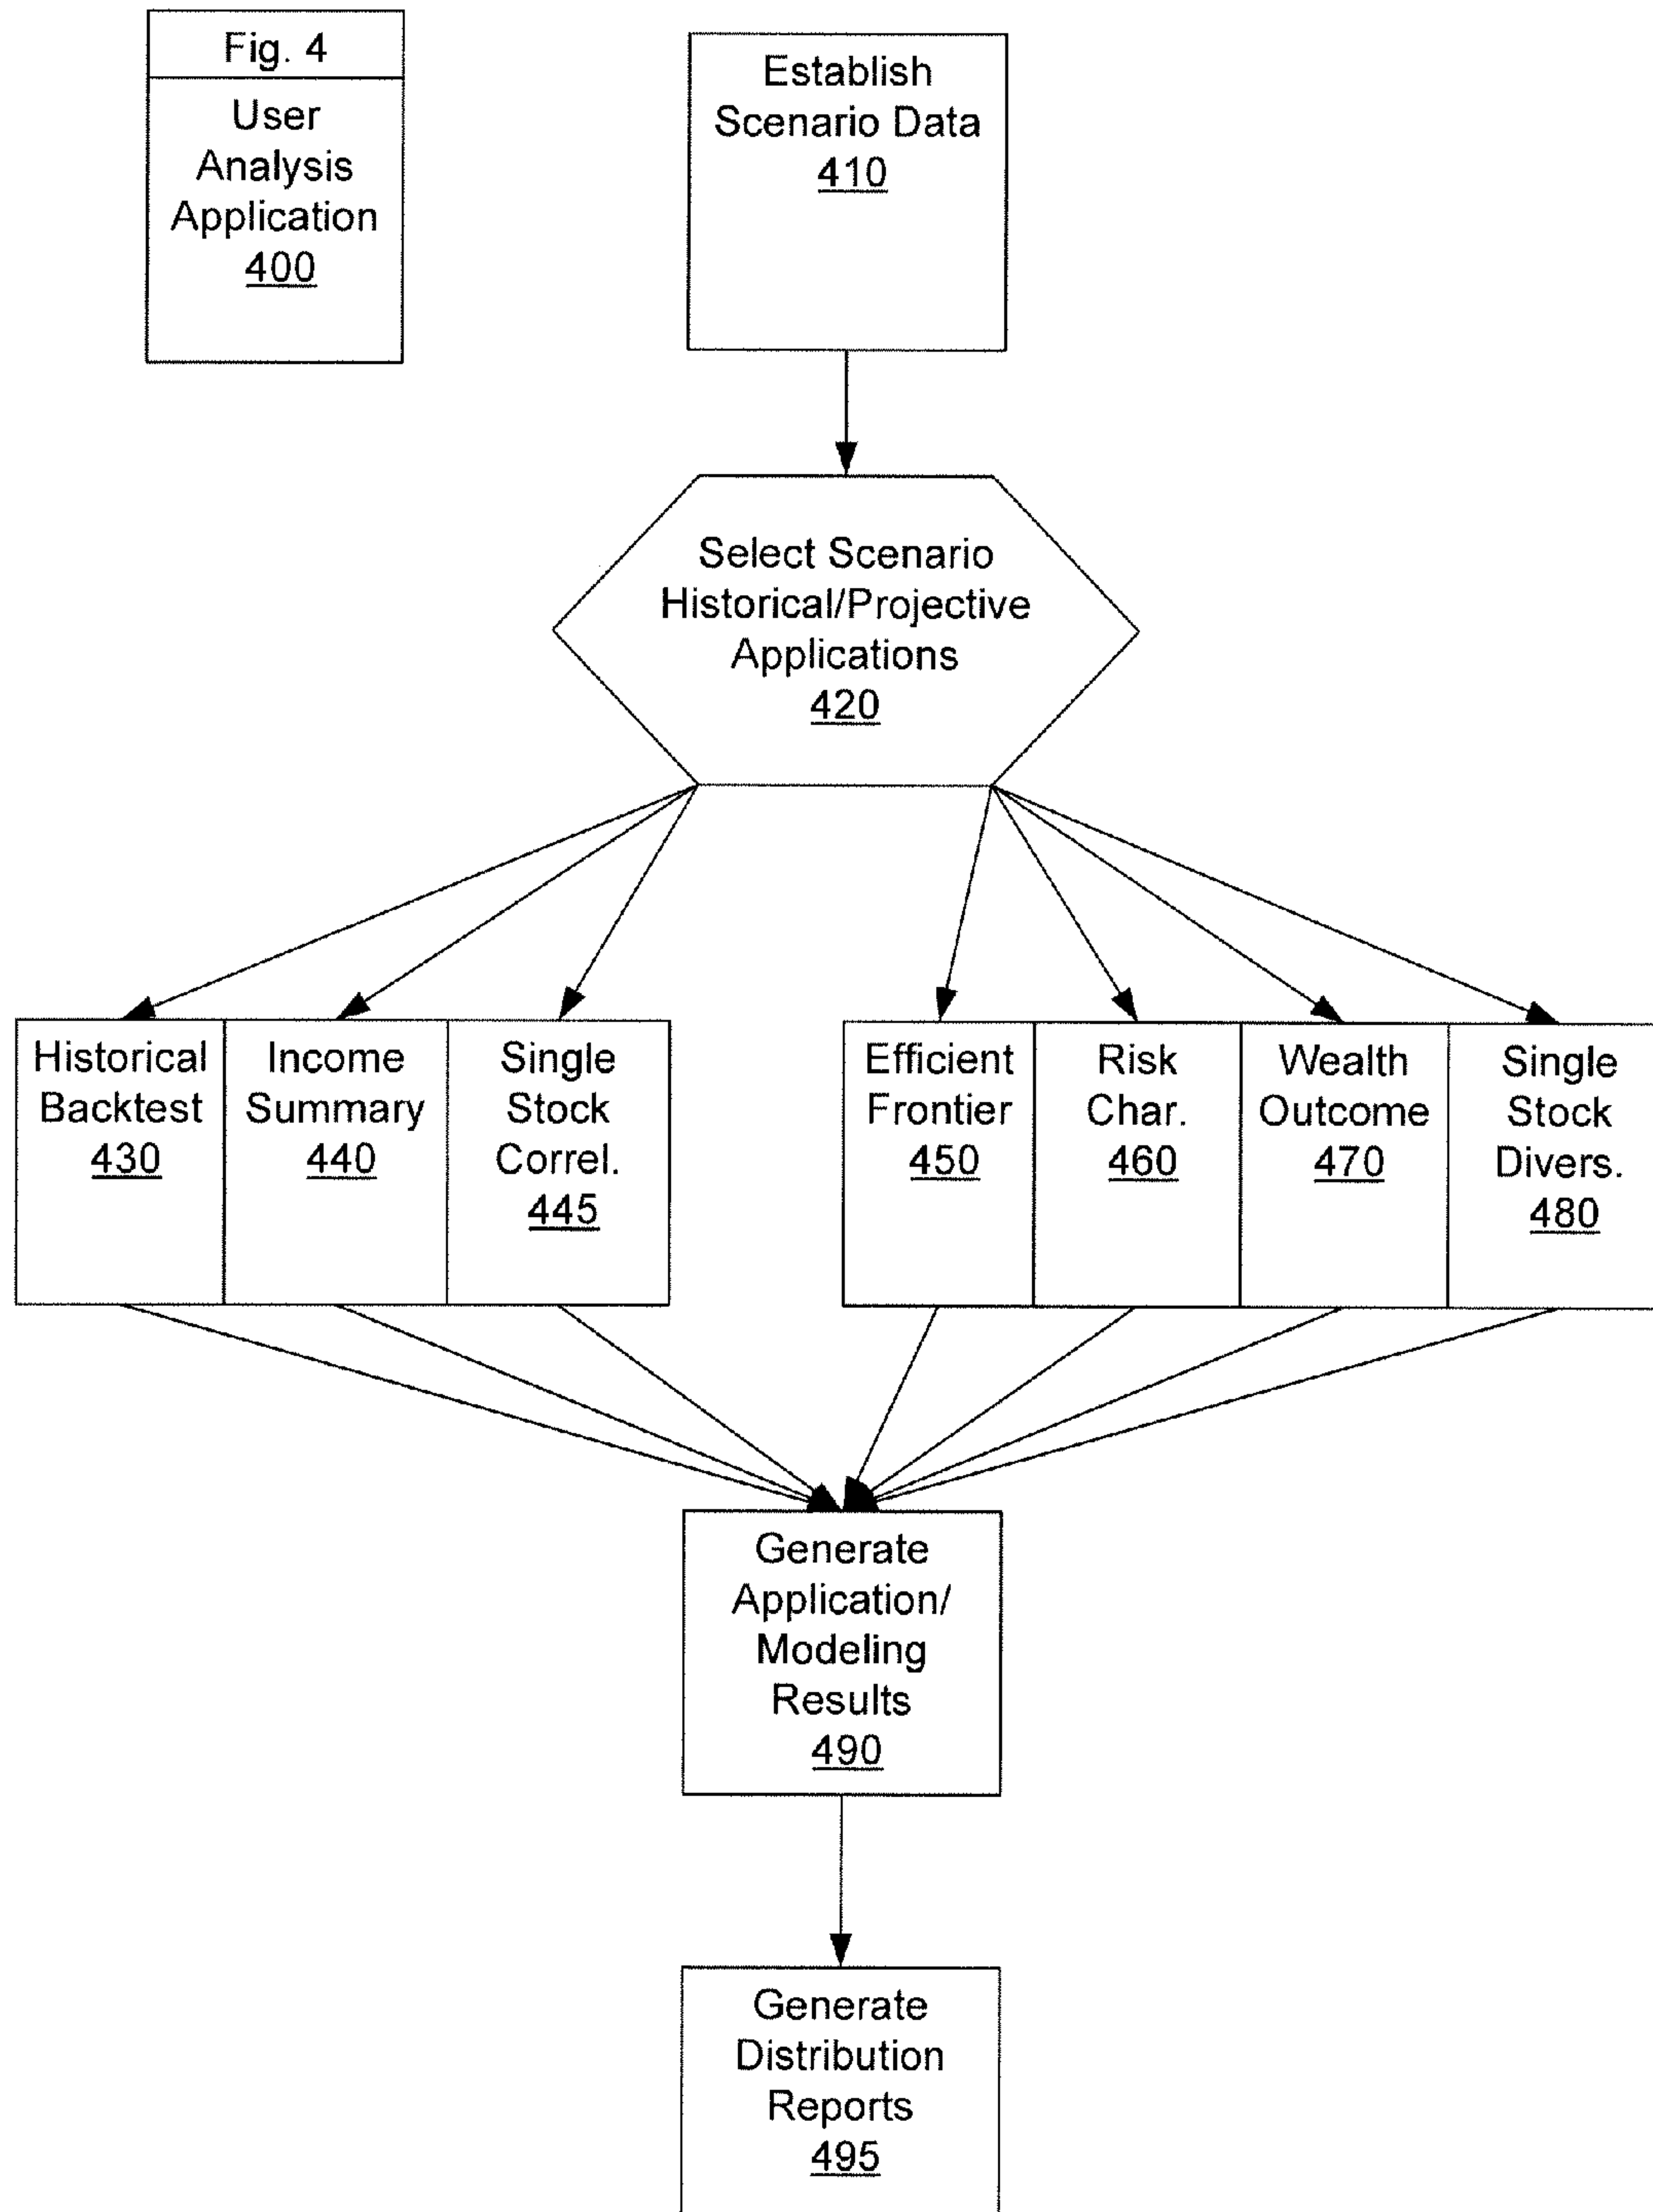 Fig. 4
User
Analysis
Application
400
Establish
Scenario Data
410
Select Scenario
Historical/Projective
Applications
420
Historical
Backtest
430
Income
Summary
440
Single
Stock
Correl.
445
Efficient
Frontier
450
Risk
Char.
460
Wealth
Outcome
470
Single
Stock
Divers.
480
Generate
Application/
Modeling
Results
490
Generate
Distribution
Reports
495